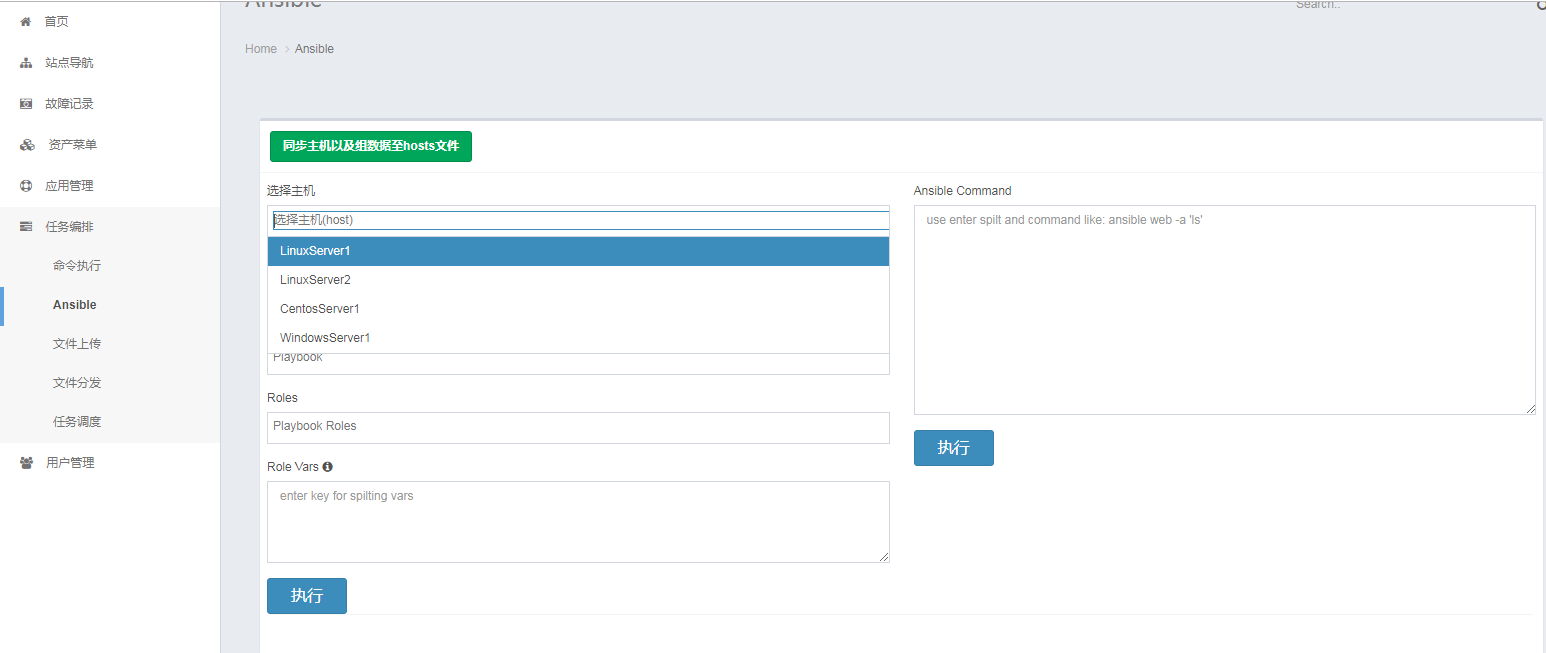 Ansible
Search..
首页
站点导航
故障记录
资产菜单
应用管理
任务编排
命令执行
Ansible
文件上传
文件分发
任务调度
用户管理
Home > Ansible
同步主机以及组数据至hosts文件
选择主机
选择主机(host)
LinuxServer1
LinuxServer2
CentosServer1
WindowsServer1
Playbook
Roles
Playbook Roles
Role Vars
enter key for spilting vars
执行
Ansible Command
use enter spilt and command like: ansible web -a 'ls'
执行